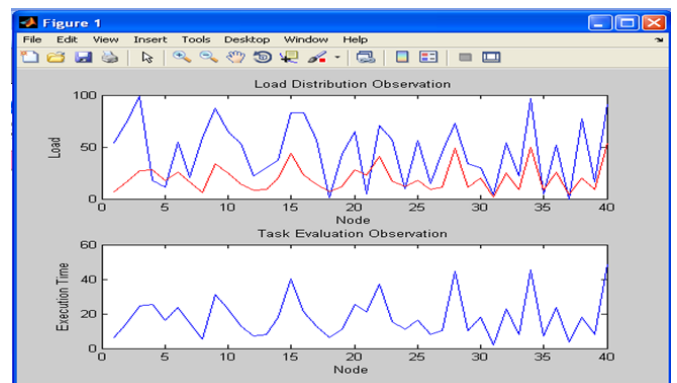 Figure 1
File Edit View Insert Tools Desktop Window Help
Load Distribution Observation
100
50
0
Load
0 5 10 15 20 25 30 35 40
Node
Task Evaluation Observation
60
40
20
0
Execution Time
0 5 10 15 20 25 30 35 40
Node